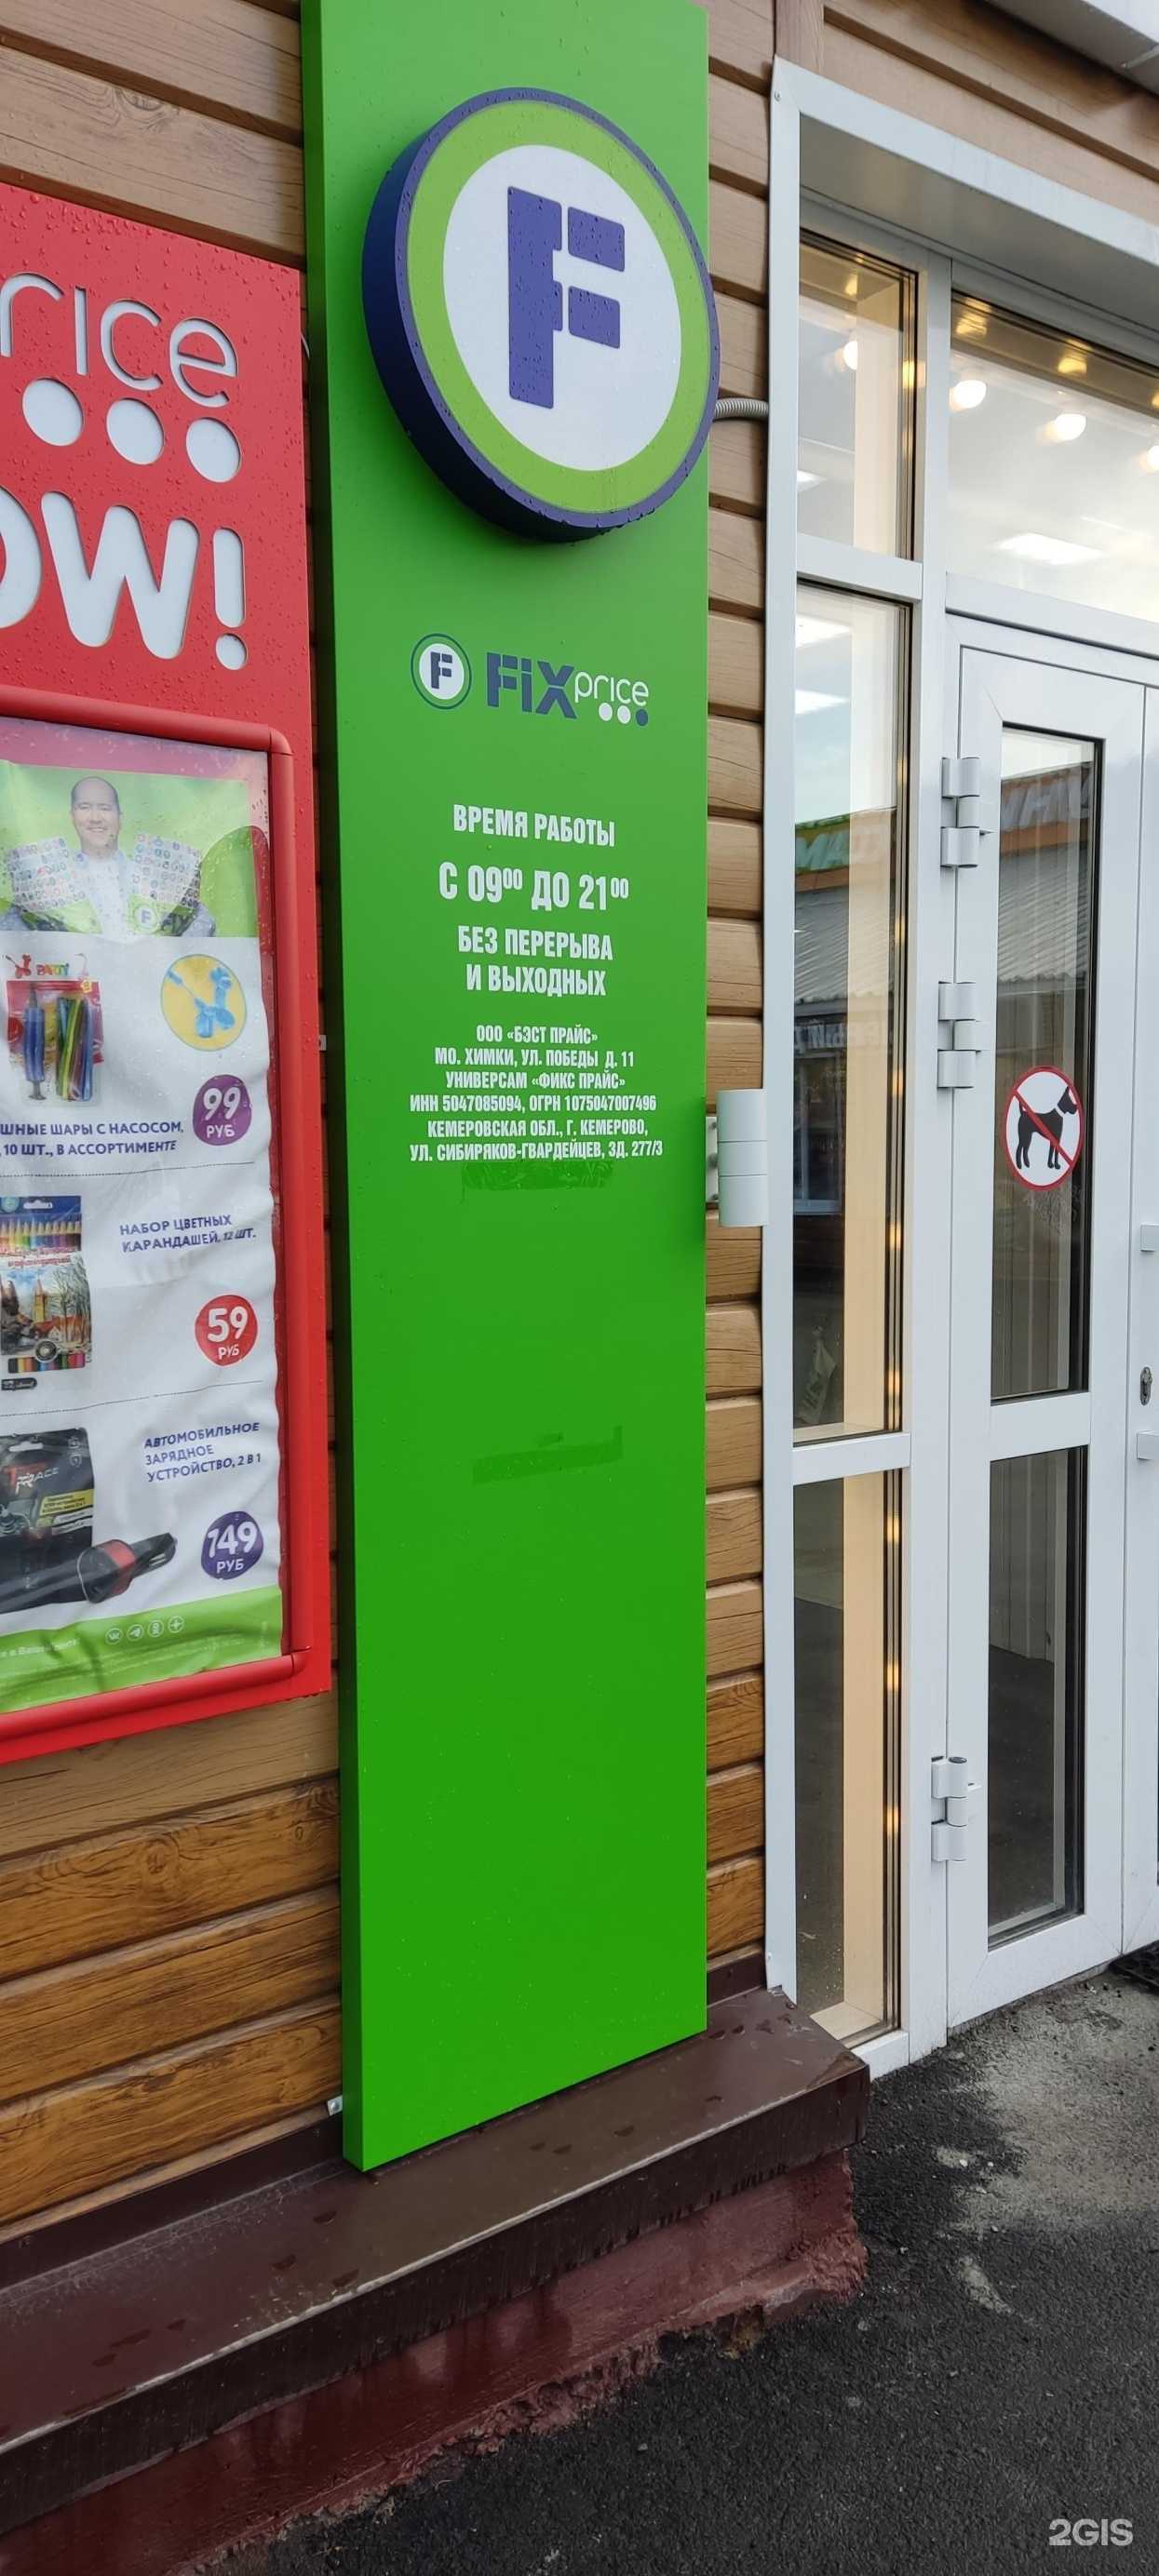 rice
OW!
PARTY
99
РУБ
ШНЫЕ ШАРЫ С НАСОСОМ,
10 ШТ., В АССОРТИМЕНТЕ
НАБОР ЦВЕТНЫХ
КАРАНДАШЕЙ, 12 ШТ.
59
РУБ
АВТОМОБИЛЬНОЕ
ЗАРЯДНОЕ
УСТРОЙСТВО, 2 В 1
RACE
149
РУБ
F
F FiX price
ВРЕМЯ РАБОТЫ
С 09⁰⁰ ДО 21⁰⁰
БЕЗ ПЕРЕРЫВА
И ВЫХОДНЫХ
ООО «БЭСТ ПРАЙС»
МО. ХИМКИ, УЛ. ПОБЕДЫ Д. 11
УНИВЕРСАМ «ФИКС ПРАЙС»
ИНН 5047085094, ОГРН 1075047007496
КЕМЕРОВСКАЯ ОБЛ., Г. КЕМЕРОВО,
УЛ. СИБИРЯКОВ-ГВАРДЕЙЦЕВ, ЗД. 277/3
2GIS